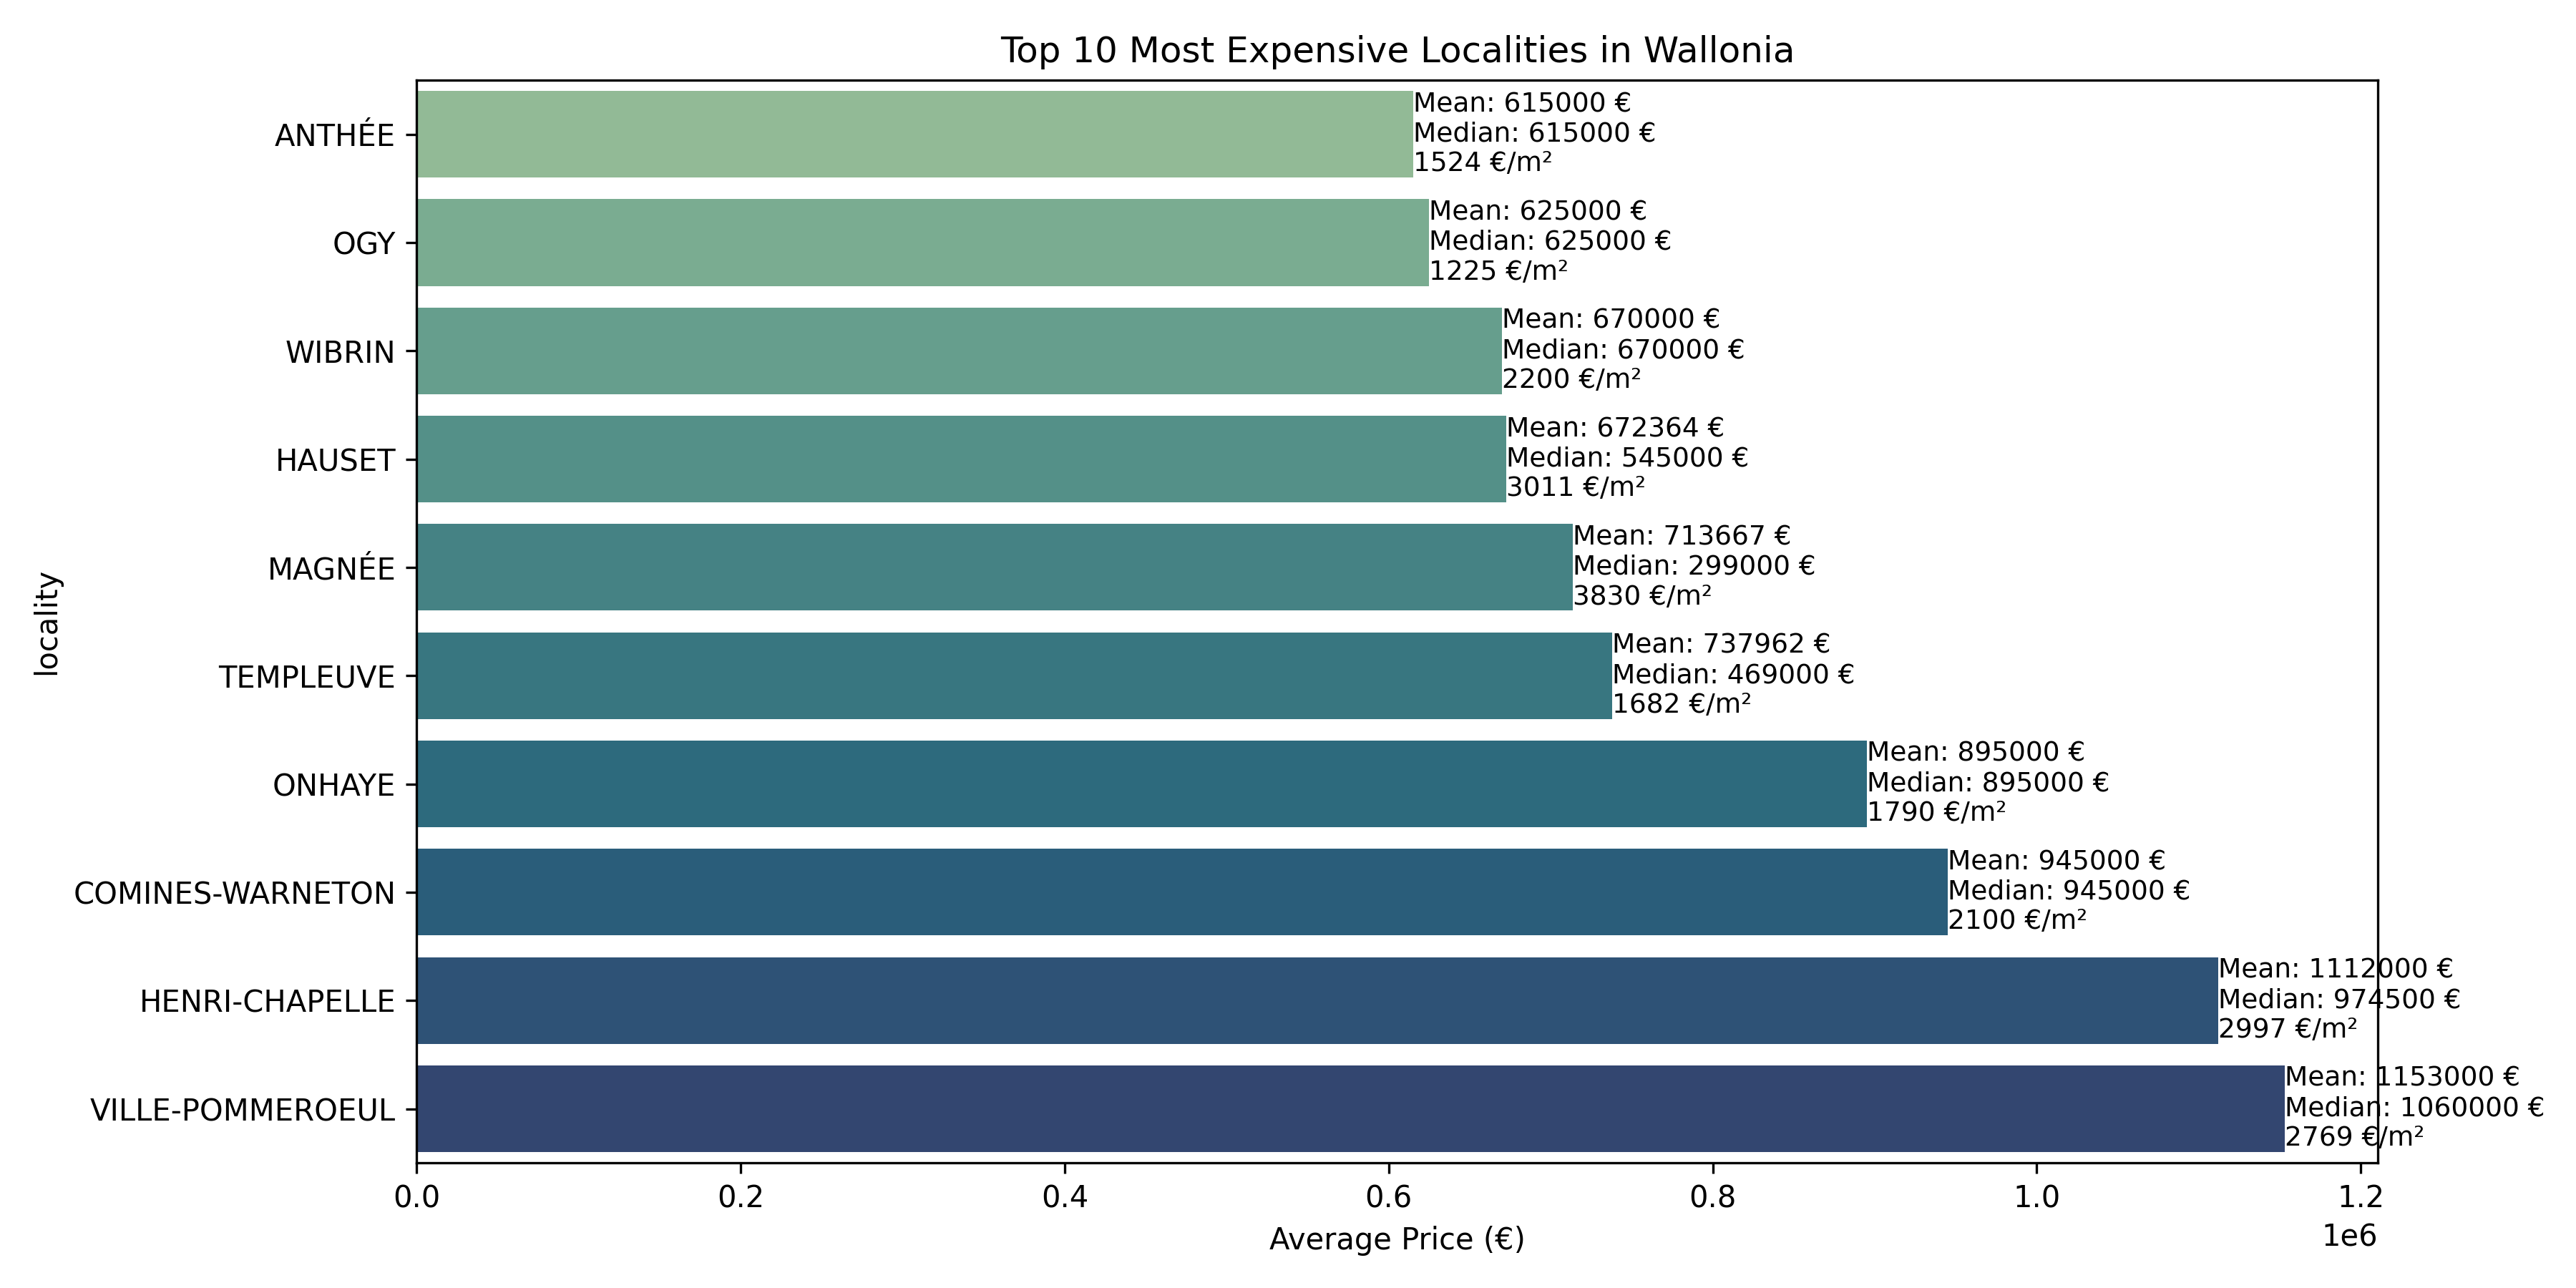 Top 10 Most Expensive Localities in Wallonia
ANTHÉE
Mean: 615000 €
Median: 615000 €
1524 €/m²
OGY
Mean: 625000 €
Median: 625000 €
1225 €/m²
WIBRIN
Mean: 670000 €
Median: 670000 €
2200 €/m²
HAUSET
Mean: 672364 €
Median: 545000 €
3011 €/m²
MAGNÉE
Mean: 713667 €
Median: 299000 €
3830 €/m²
TEMPLEUVE
Mean: 737962 €
Median: 469000 €
1682 €/m²
ONHAYE
Mean: 895000 €
Median: 895000 €
1790 €/m²
COMINES-WARNETON
Mean: 945000 €
Median: 945000 €
2100 €/m²
HENRI-CHAPELLE
Mean: 1112000 €
Median: 974500 €
2997 €/m²
VILLE-POMMEROEUL
Mean: 1153000 €
Median: 1060000 €
2769 €/m²
locality
0.0 0.2 0.4 0.6 0.8 1.0 1.2
1e6
Average Price (€)